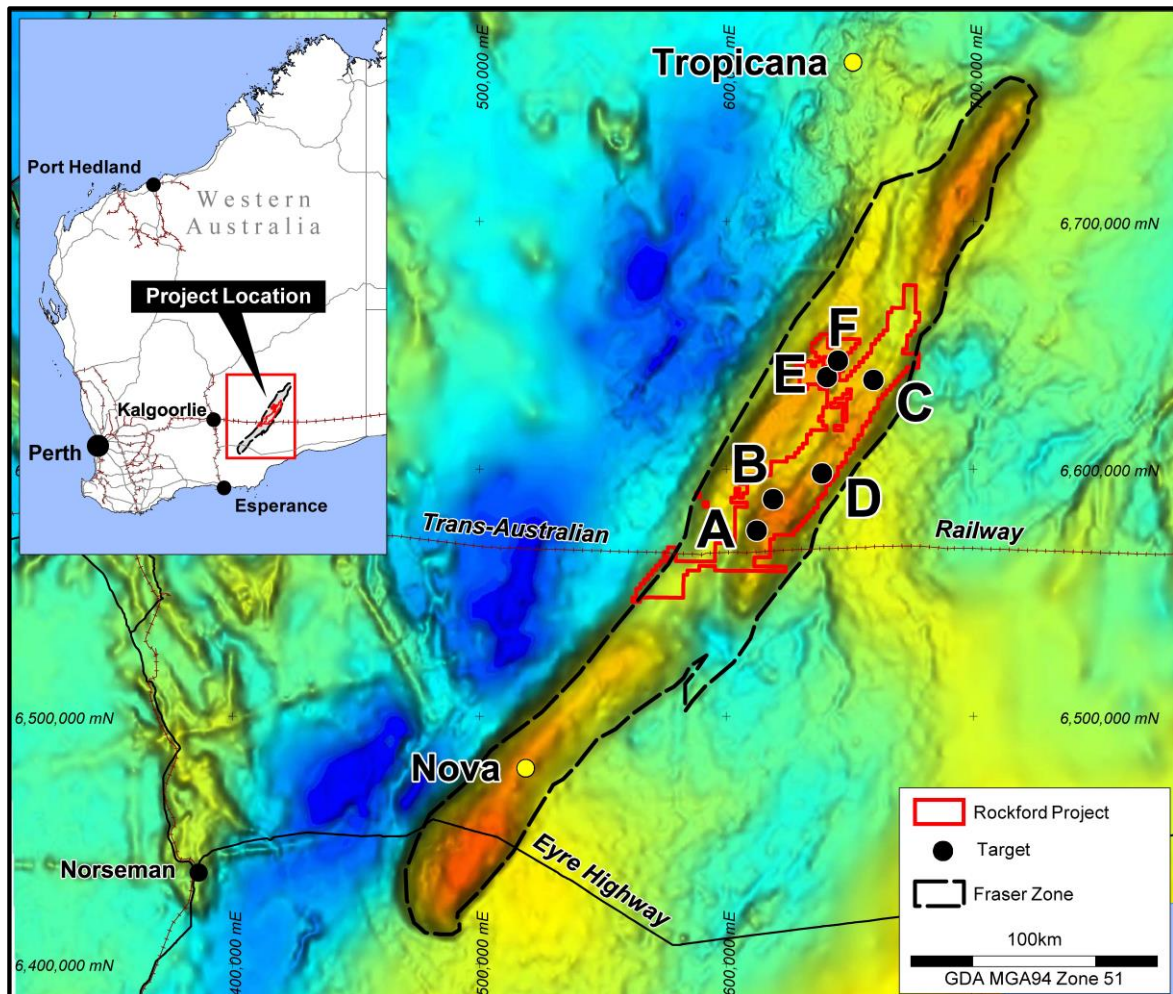 Port Hedland
Western
Australia
Project Location
Kalgoorlie
Perth
Esperance
500,000 mE
600,000 mE
700,000 mE
Tropicana
6,700,000 mN
F
E
C
B
D
A
6,600,000 mN
Trans-Australian
Railway
6,500,000 mN
6,500,000 mN
Nova
Eyre Highway
Norseman
400,000 mE
500,000 mE
600,000 mE
6,400,000 mN
Rockford Project
Target
Fraser Zone
100km
GDA MGA94 Zone 51